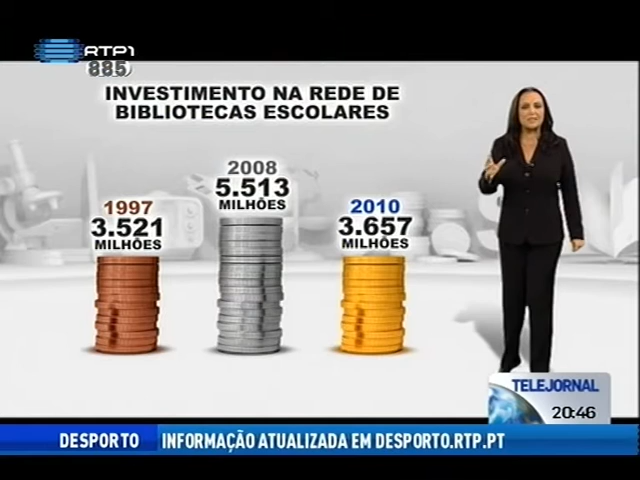 RTP1
885
INVESTIMENTO NA REDE DE
BIBLIOTECAS ESCOLARES
1997
3.521
MILHÕES
2008
5.513
MILHÕES
2010
3.657
MILHÕES
TELEJORNAL
20:46
DESPORTO INFORMAÇÃO ATUALIZADA EM DESPORTO.RTP.PT